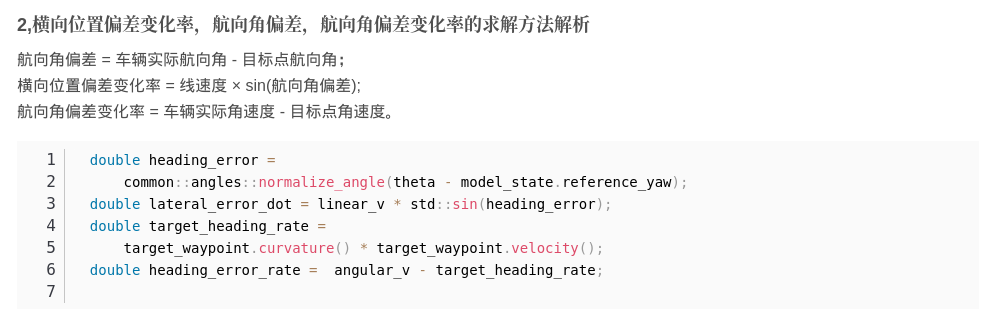 2,横向位置偏差变化率，航向角偏差，航向角偏差变化率的求解方法解析
航向角偏差 = 车辆实际航向角 - 目标点航向角；
横向位置偏差变化率 = 线速度 × sin(航向角偏差);
航向角偏差变化率 = 车辆实际角速度 - 目标点角速度。
1 double heading_error =
2     common::angles::normalize_angle(theta - model_state.reference_yaw);
3 double lateral_error_dot = linear_v * std::sin(heading_error);
4 double target_heading_rate =
5     target_waypoint.curvature() * target_waypoint.velocity();
6 double heading_error_rate =  angular_v - target_heading_rate;
7